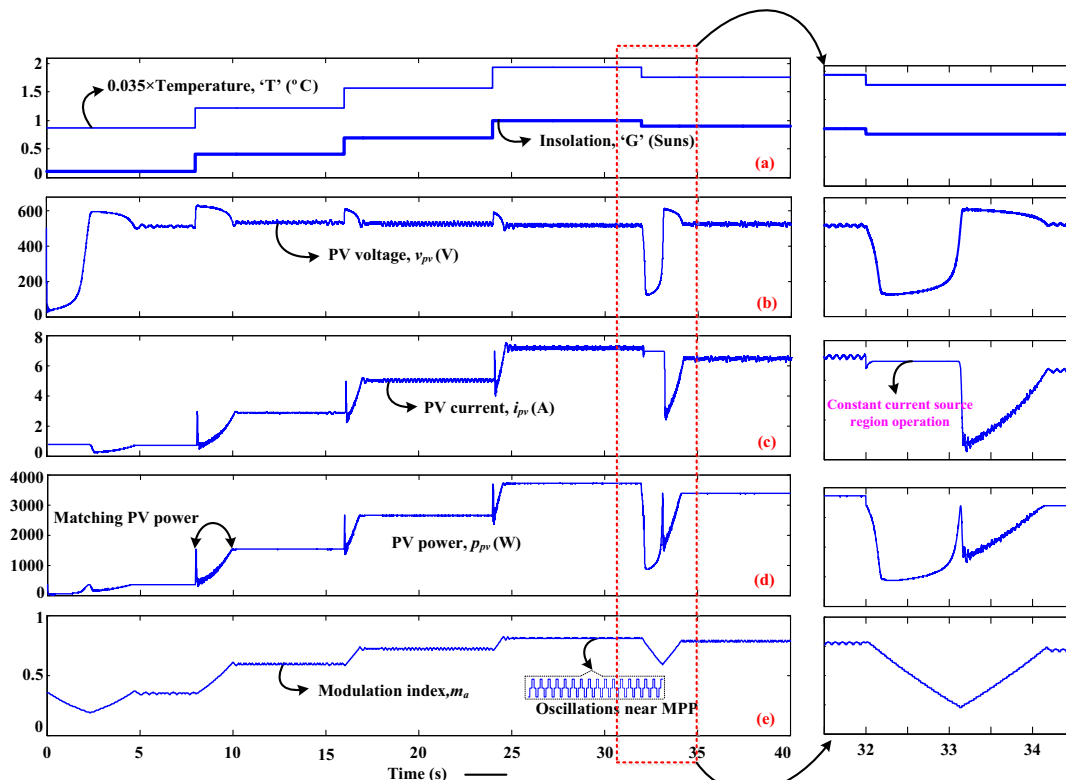 2
1.5
1
0.5
0
0.035×Temperature, ‘T’ (°C)
Insolation, ‘G’ (Suns)
(a)
600
400
200
0
PV voltage, vpv (V)
(b)
8
6
4
2
0
PV current, ipv (A)
(c)
Constant current source
region operation
4000
3000
2000
1000
0
Matching PV power
PV power, ppv (W)
(d)
1
0.5
0
Modulation index,ma
Oscillations near MPP
(e)
0 5 10 15 20 25 30 35 40
32 33 34
Time (s)